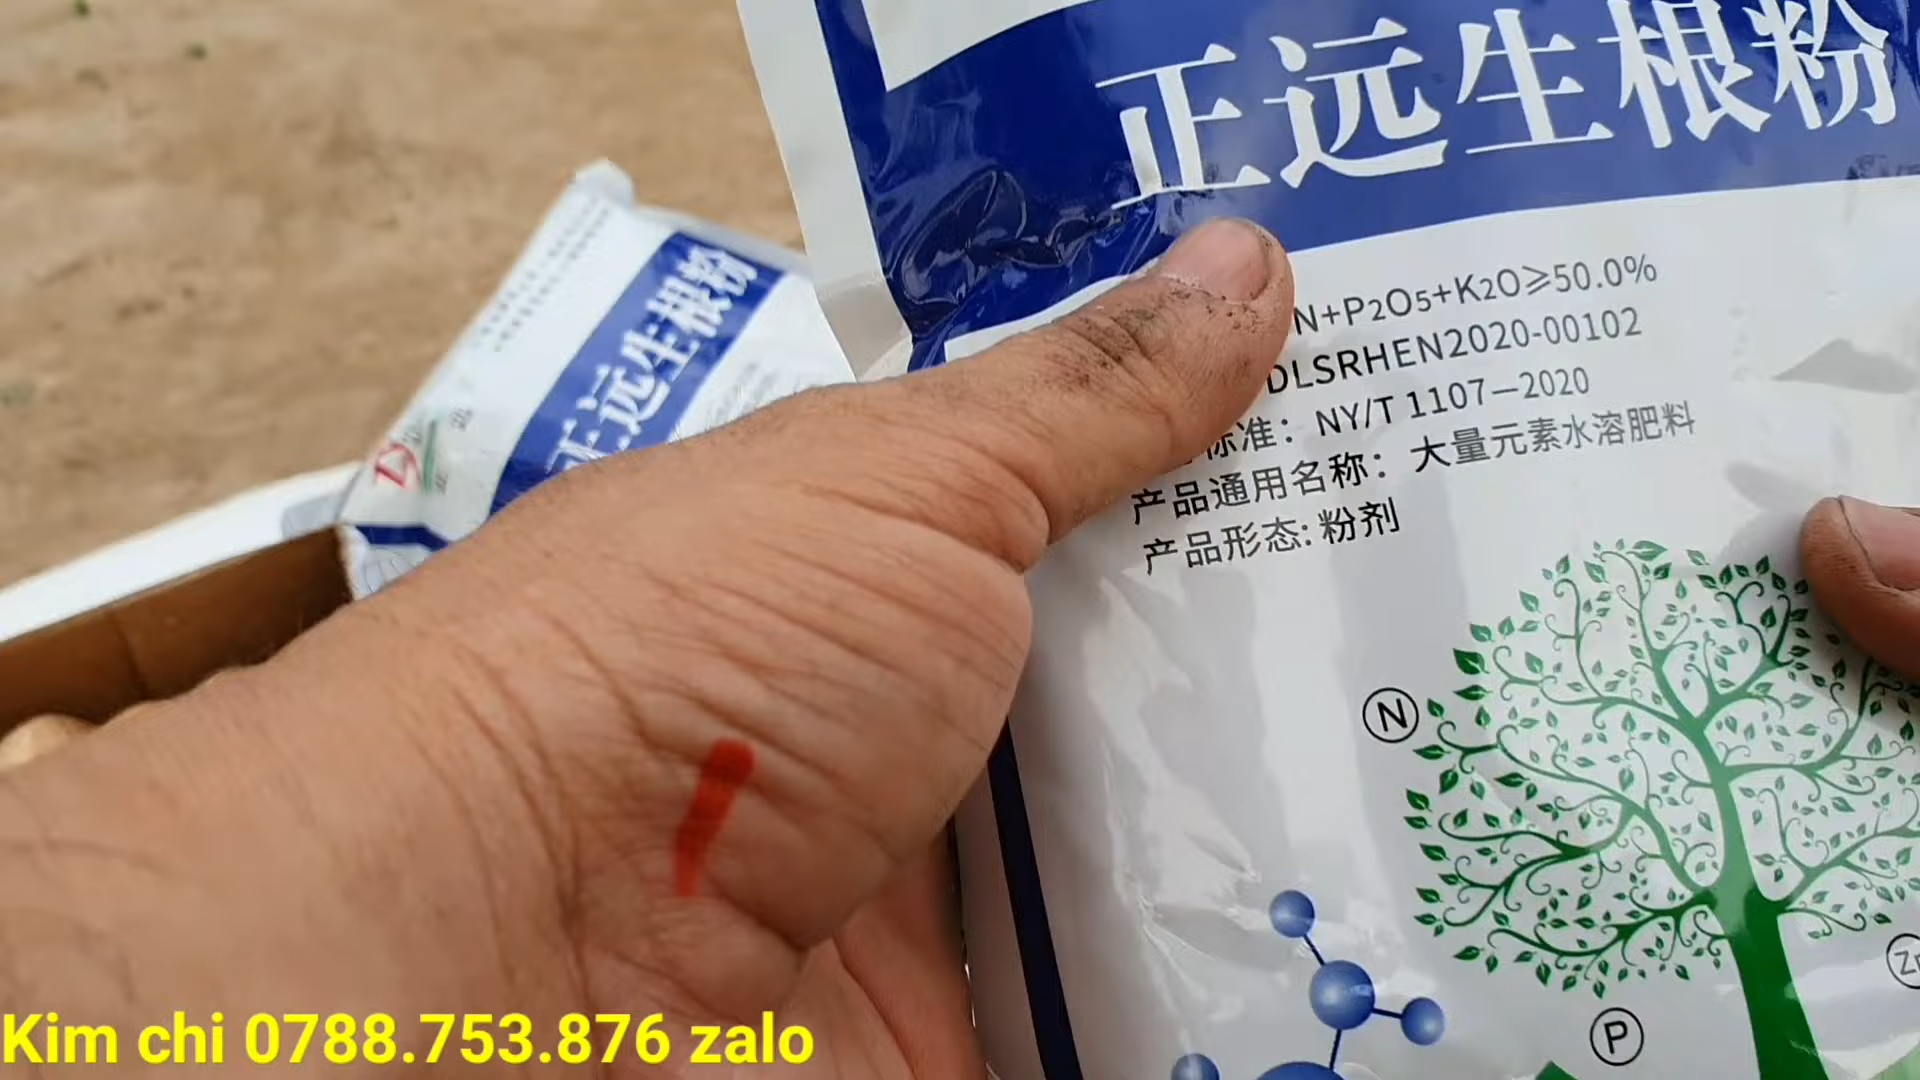 正远生根粉
N+P2O5+K2O≥50.0%
DLSRHEN2020-00102
标准：NY/T 1107—2020
产品通用名称：大量元素水溶肥料
产品形态:粉剂
正远生根粉
N
P
Zn
Kim chi 0788.753.876 zalo